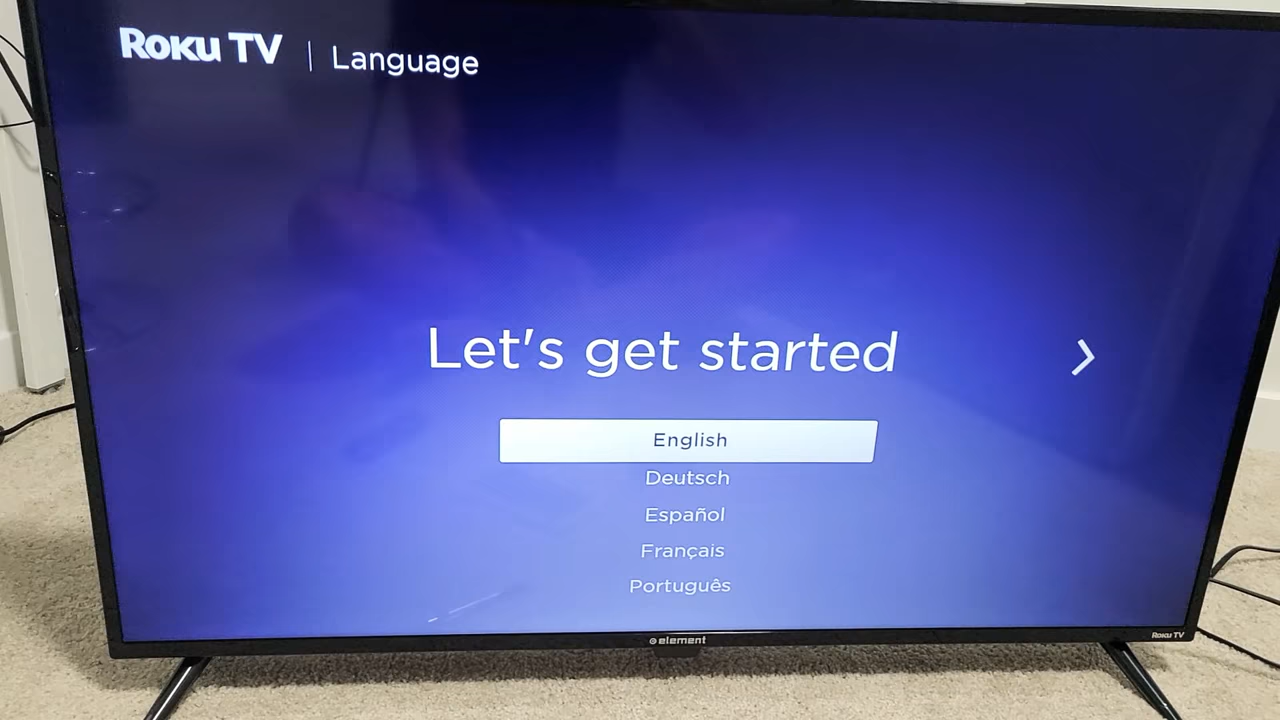 Roku TV | Language
Let's get started
English
Deutsch
Español
Français
Português
element
Roku TV